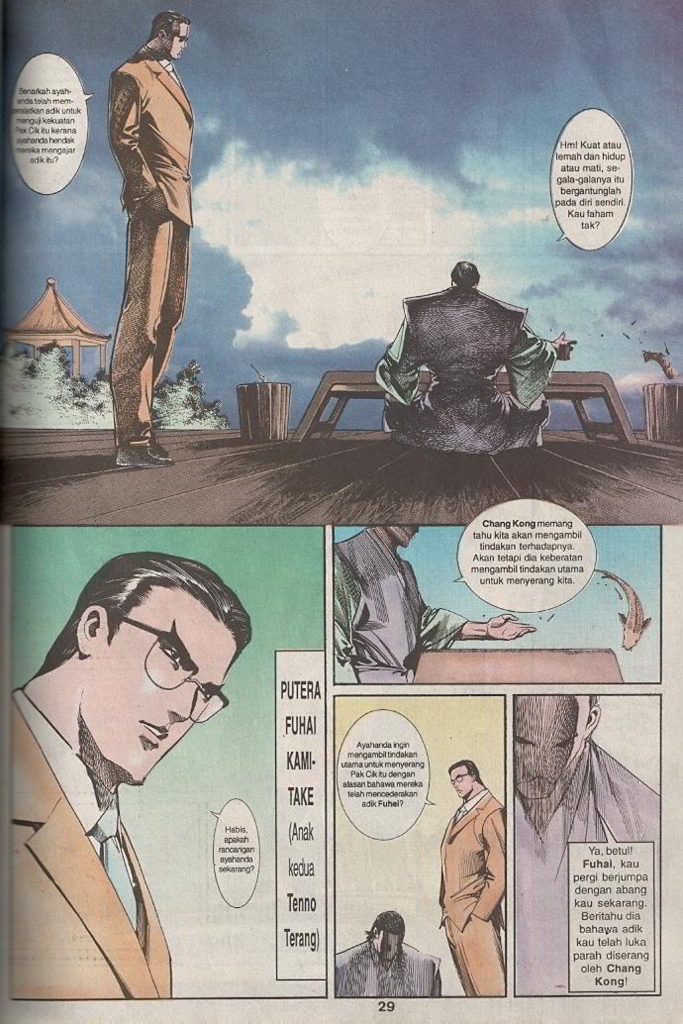 Benarkah ayah-
anda telah mem-
peralatkan adik untuk
menguji kekuatan
Pak Cik itu kerana
ayahanda hendak
mereka mengajar
adik itu?
Hm! Kuat atau
lemah dan hidup
atau mati, se-
gala-galanya itu
bergantunglah
pada diri sendiri.
Kau faham
tak?
Chang Kong memang
tahu kita akan mengambil
tindakan terhadapnya.
Akan tetapi dia keberatan
mengambil tindakan utama
untuk menyerang kita.
PUTERA
FUHAI
KAMI-
TAKE
(Anak
kedua
Tenno
Terang)
Habis,
apakah
rancangan
ayahanda
sekarang?
Ayahanda ingin
mengambil tindakan
utama untuk menyerang
Pak Cik itu dengan
alasan bahawa mereka
telah mencederakan
adik Fuhai?
Ya, betul!
Fuhai, kau
pergi berjumpa
dengan abang
kau sekarang.
Beritahu dia
bahawa adik
kau telah luka
parah diserang
oleh Chang
Kong!
29